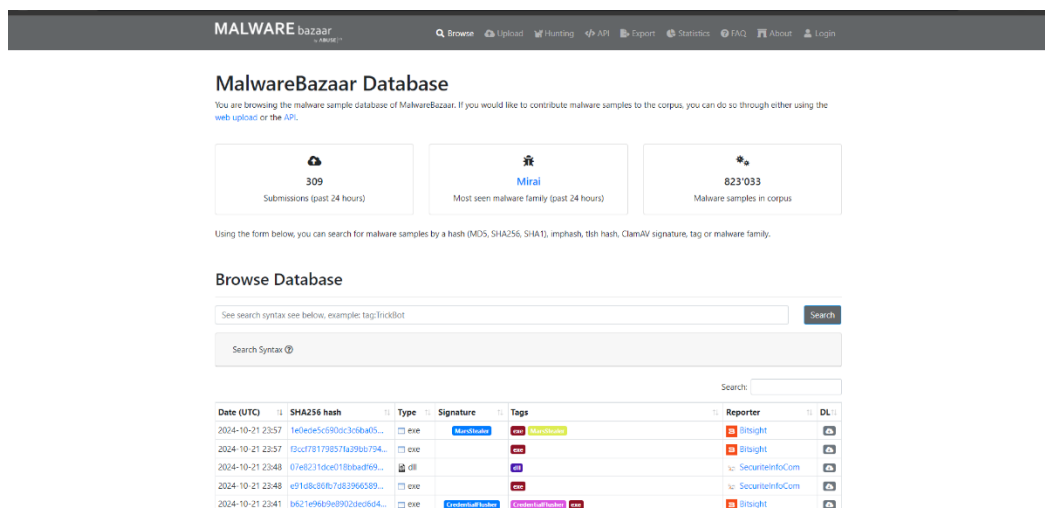 MALWARE bazaar
by ABUSE|
Browse Upload Hunting </> API Export Statistics FAQ About Login
MalwareBazaar Database
You are browsing the malware sample database of MalwareBazaar. If you would like to contribute malware samples to the corpus, you can do so through either using the
web upload or the API.
309 Mirai 823'033
Submissions (past 24 hours) Most seen malware family (past 24 hours) Malware samples in corpus
Using the form below, you can search for malware samples by a hash (MD5, SHA256, SHA1), imphash, tlsh hash, ClamAV signature, tag or malware family.
Browse Database
See search syntax see below, example: tag:TrickBot Search
Search Syntax
Search:
Date (UTC) SHA256 hash Type Signature Tags Reporter DL
2024-10-21 23:57 1e0ede5c690dc3c6ba05... exe MarsStealer exe MarsStealer Bitsight
2024-10-21 23:57 f3ccf78179857fa39bb794... exe exe Bitsight
2024-10-21 23:48 07e8231dce018bbadf69... dll dll SecuriteInfoCom
2024-10-21 23:48 e91d8c86fb7d83966589... exe exe SecuriteInfoCom
2024-10-21 23:41 b621e96b9e8902ded6d4... exe CredentialFlusher CredentialFlusher exe Bitsight